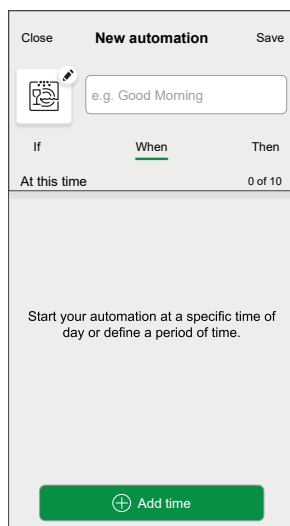 Close New automation Save
e.g. Good Morning
If When Then
At this time 0 of 10
Start your automation at a specific time of
day or define a period of time.
Add time